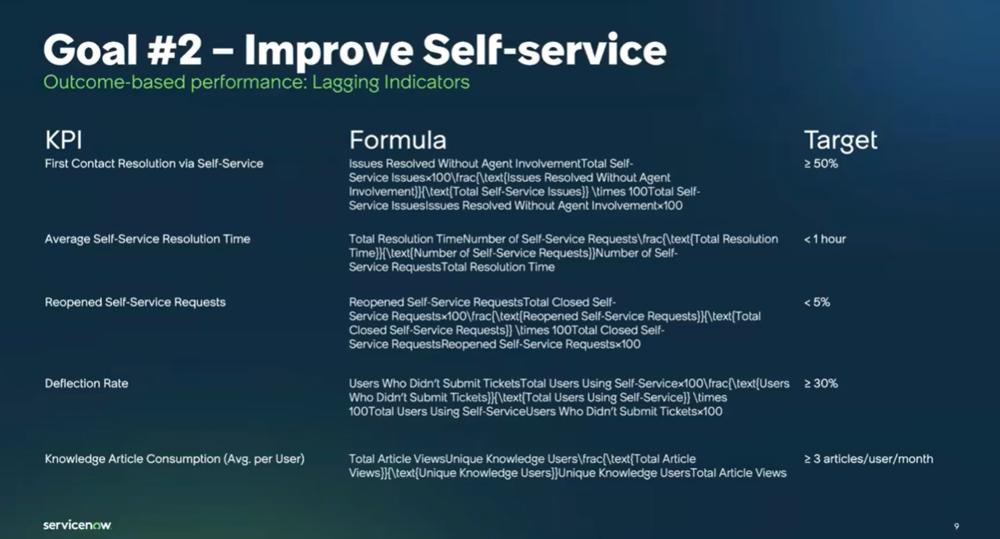 Goal #2 – Improve Self-service
Outcome-based performance: Lagging Indicators
KPI
Formula
Target
First Contact Resolution via Self-Service
Issues Resolved Without Agent InvolvementTotal Self-
Service Issues×100\frac{\text{Issues Resolved Without Agent
Involvement}}{\text{Total Self-Service Issues}} \times 100Total Self-
Service IssuesIssues Resolved Without Agent Involvement×100
≥ 50%
Average Self-Service Resolution Time
Total Resolution TimeNumber of Self-Service Requests\frac{\text{Total Resolution
Time}}{\text{Number of Self-Service Requests}}Number of Self-
Service RequestsTotal Resolution Time
< 1 hour
Reopened Self-Service Requests
Reopened Self-Service RequestsTotal Closed Self-
Service Requests×100\frac{\text{Reopened Self-Service Requests}}{\text{Total
Closed Self-Service Requests}} \times 100Total Closed Self-
Service RequestsReopened Self-Service Requests×100
< 5%
Deflection Rate
Users Who Didn't Submit TicketsTotal Users Using Self-Service×100\frac{\text{Users
Who Didn't Submit Tickets}}{\text{Total Users Using Self-Service}} \times
100Total Users Using Self-ServiceUsers Who Didn't Submit Tickets×100
≥ 30%
Knowledge Article Consumption (Avg. per User)
Total Article ViewsUnique Knowledge Users\frac{\text{Total Article
Views}}{\text{Unique Knowledge Users}}Unique Knowledge UsersTotal Article Views
≥ 3 articles/user/month
servicenow
9